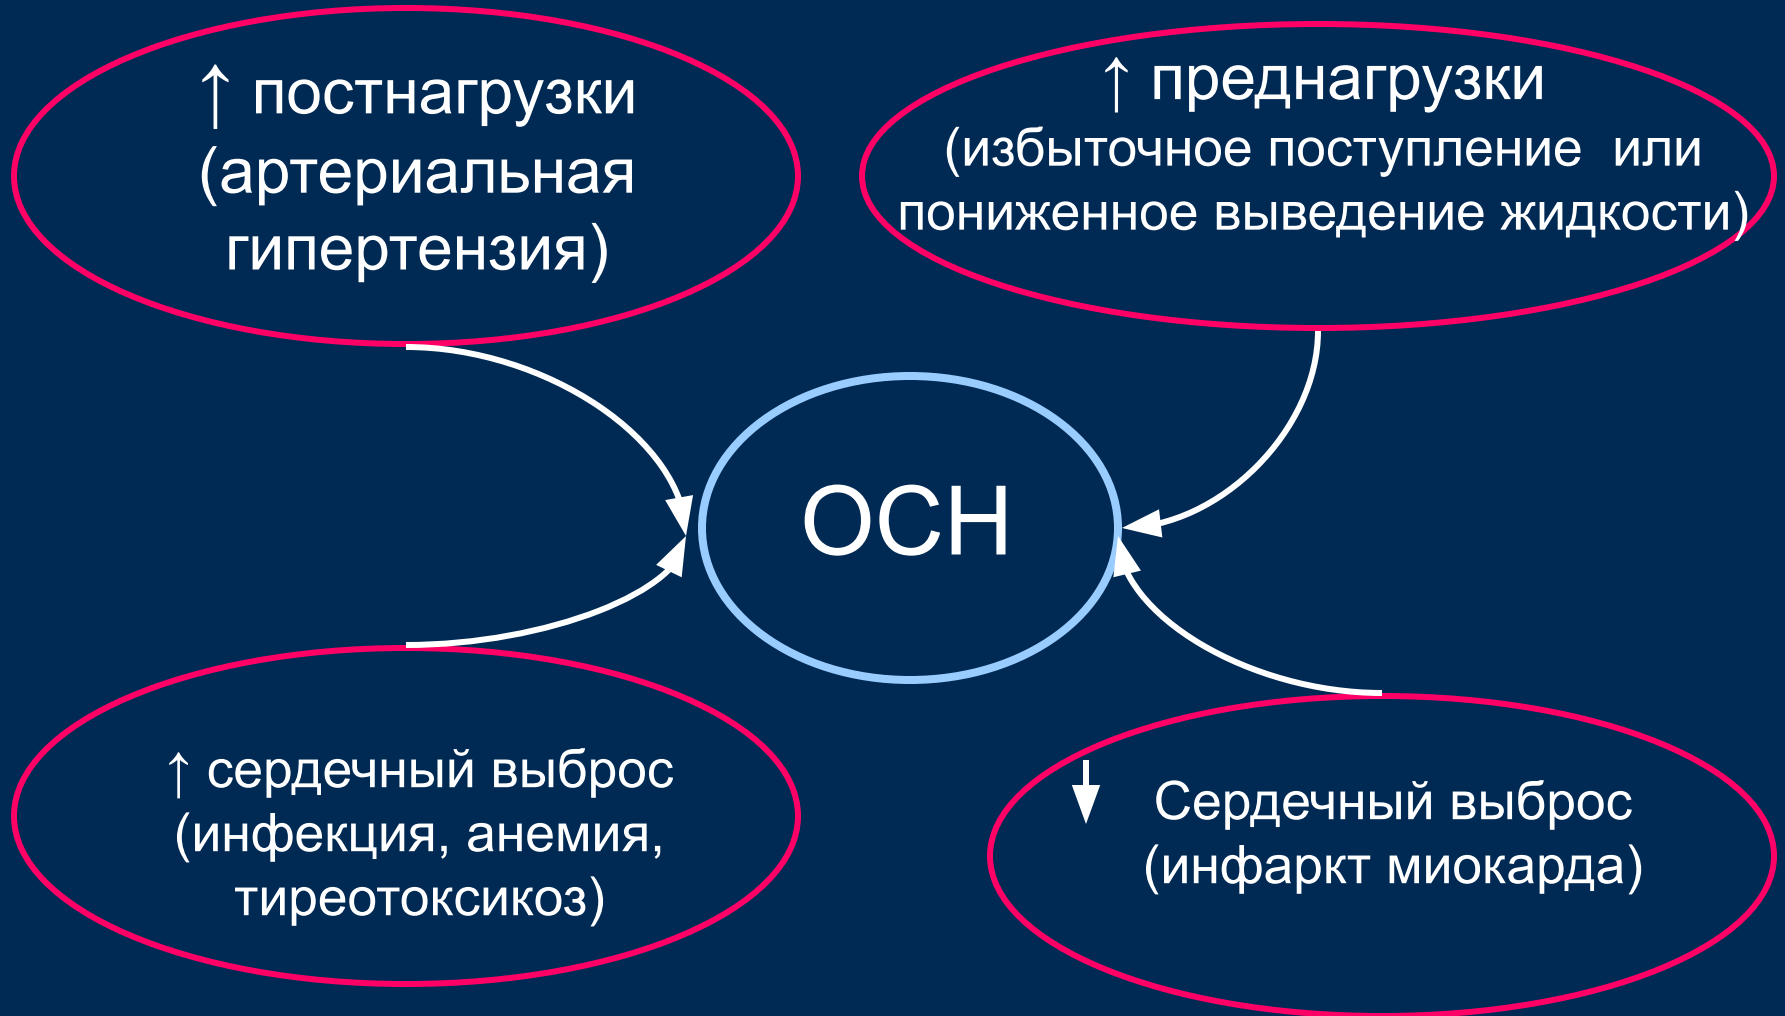 ↑ постнагрузки
(артериальная
гипертензия)
↑ преднагрузки
(избыточное поступление или
пониженное выведение жидкости)
ОСН
↑ сердечный выброс
(инфекция, анемия,
тиреотоксикоз)
Сердечный выброс
(инфаркт миокарда)